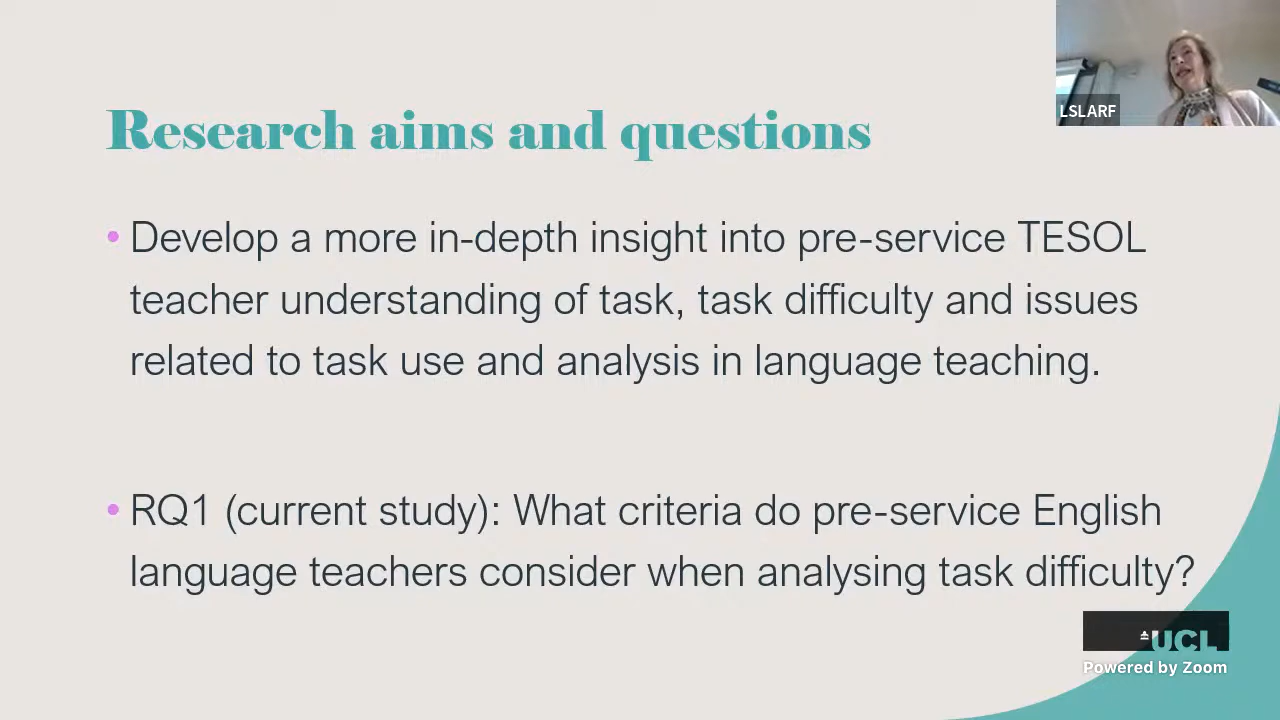 LSLARF
Research aims and questions
• Develop a more in-depth insight into pre-service TESOL
teacher understanding of task, task difficulty and issues
related to task use and analysis in language teaching.
• RQ1 (current study): What criteria do pre-service English
language teachers consider when analysing task difficulty?
UCL
Powered by Zoom